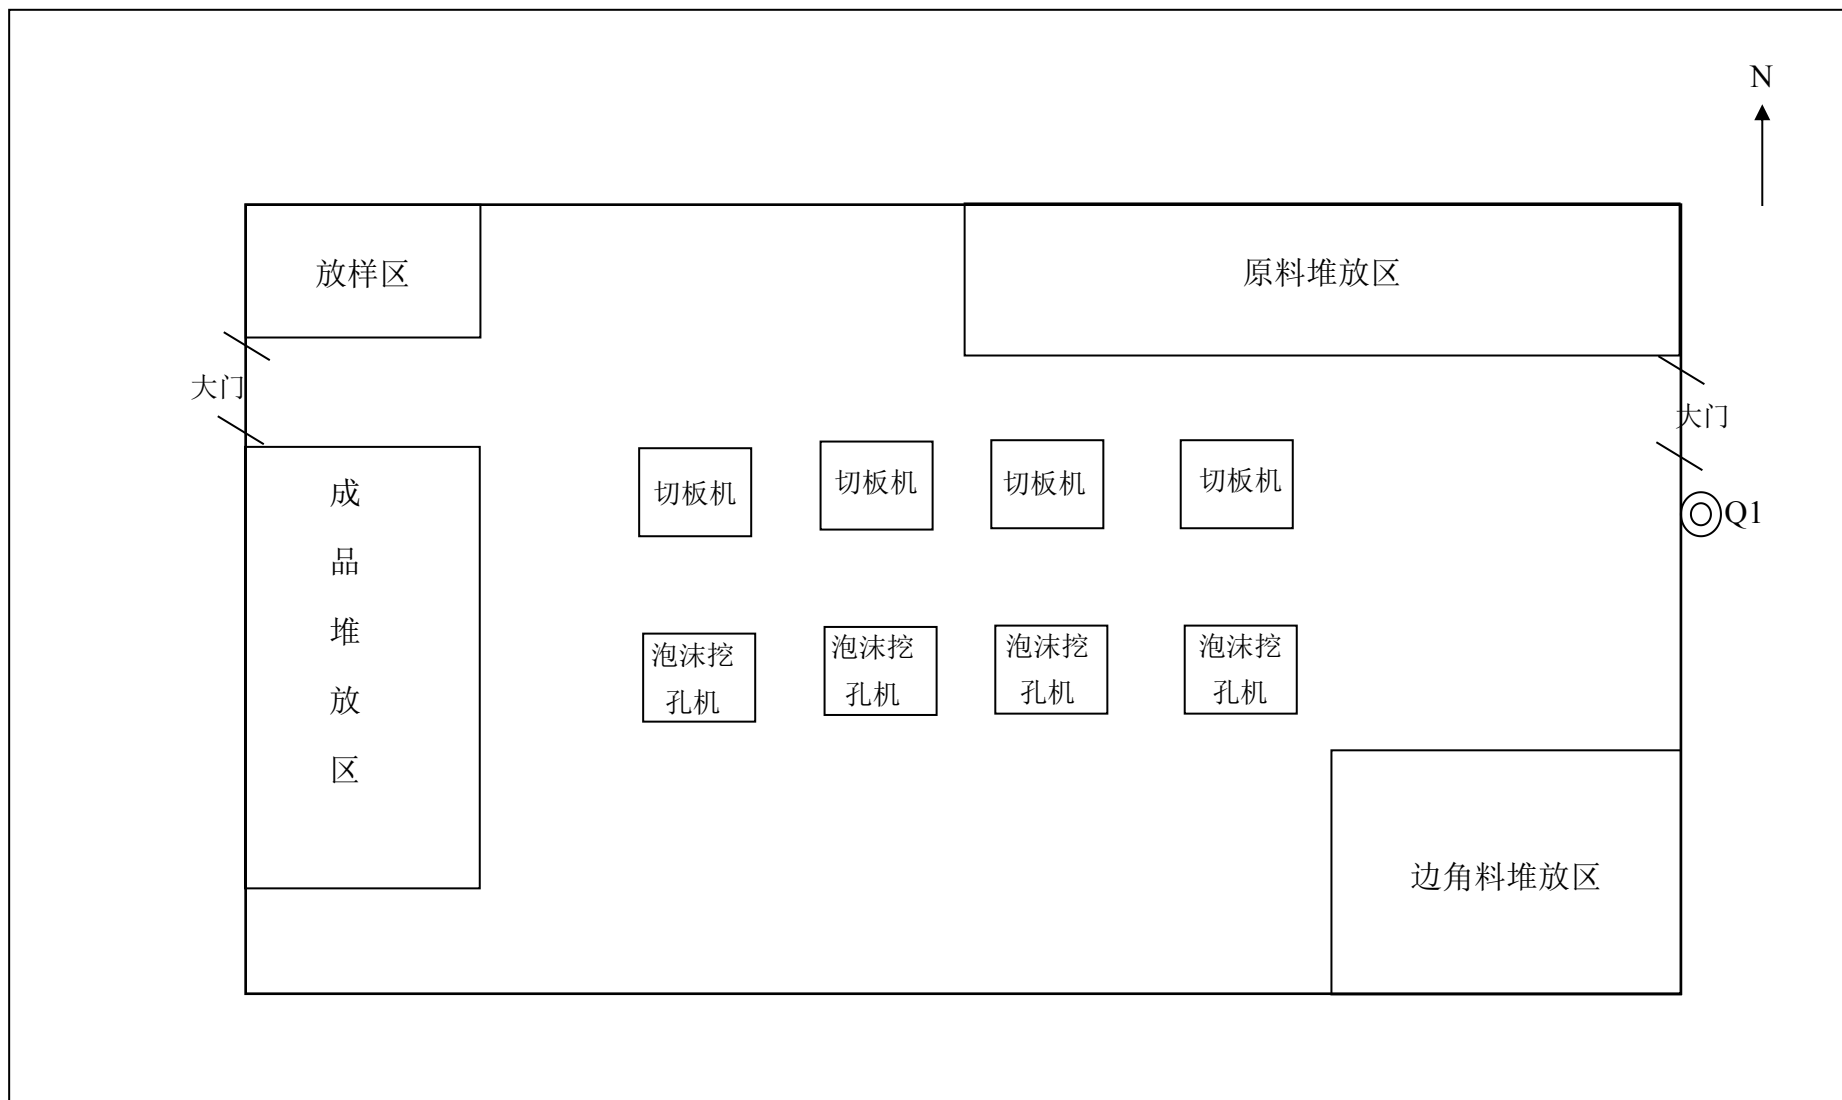 N
放样区
原料堆放区
大门
大门
切板机
切板机
切板机
切板机
Q1
成
品
堆
放
区
泡沫挖
孔机
泡沫挖
孔机
泡沫挖
孔机
泡沫挖
孔机
边角料堆放区